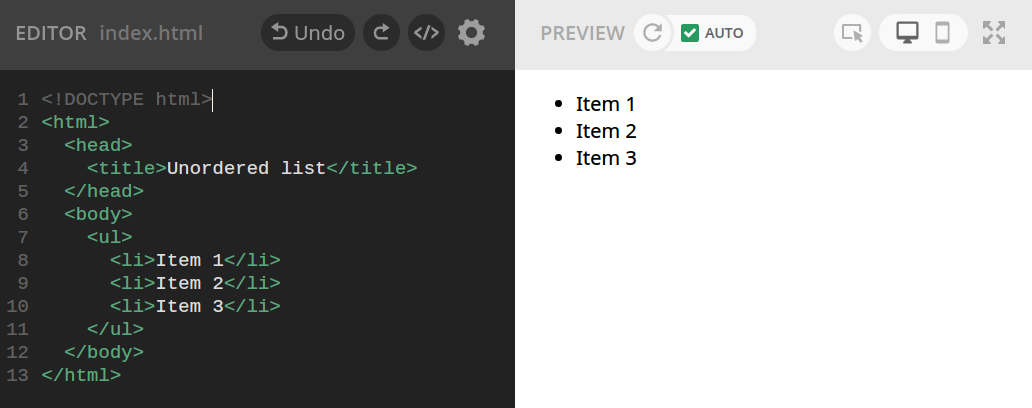 EDITOR index.html Undo </>
PREVIEW AUTO
1 <!DOCTYPE html>
2 <html>
3   <head>
4     <title>Unordered list</title>
5   </head>
6   <body>
7     <ul>
8       <li>Item 1</li>
9       <li>Item 2</li>
10       <li>Item 3</li>
11     </ul>
12   </body>
13 </html>
• Item 1
• Item 2
• Item 3